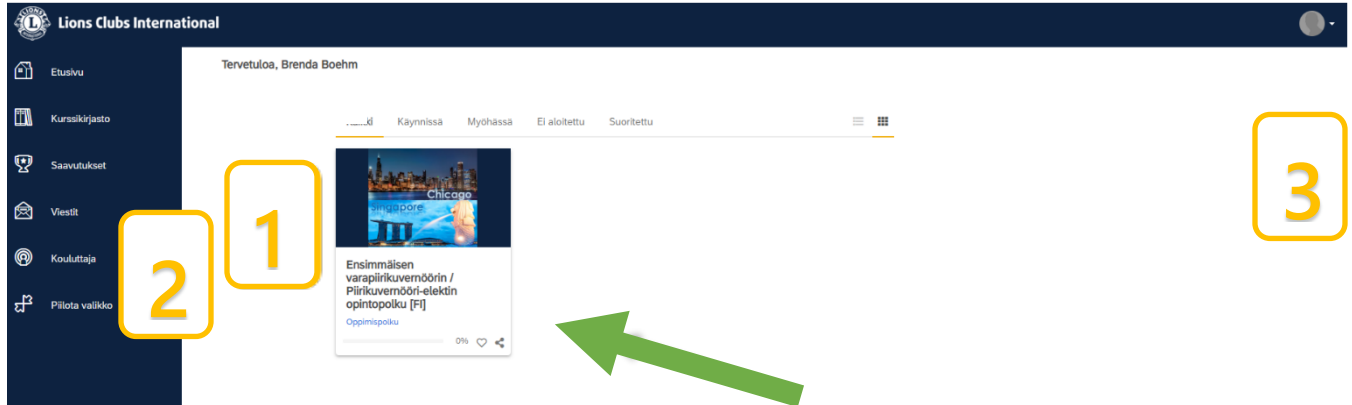 Lions Clubs International
Tervetuloa, Brenda Boehm
Etusivu
Kurssikirjasto
Saavutukset
Viestit
Kouluttaja
Piilota valikko
Käynnissä Myöhässä Ei aloitettu Suoritettu
1
2
3
Chicago
Singapore
Ensimmäisen
varapiirikuvernöörin /
Piirikuvernööri-elektin
opintopolku [FI]
Oppimispolku
0%